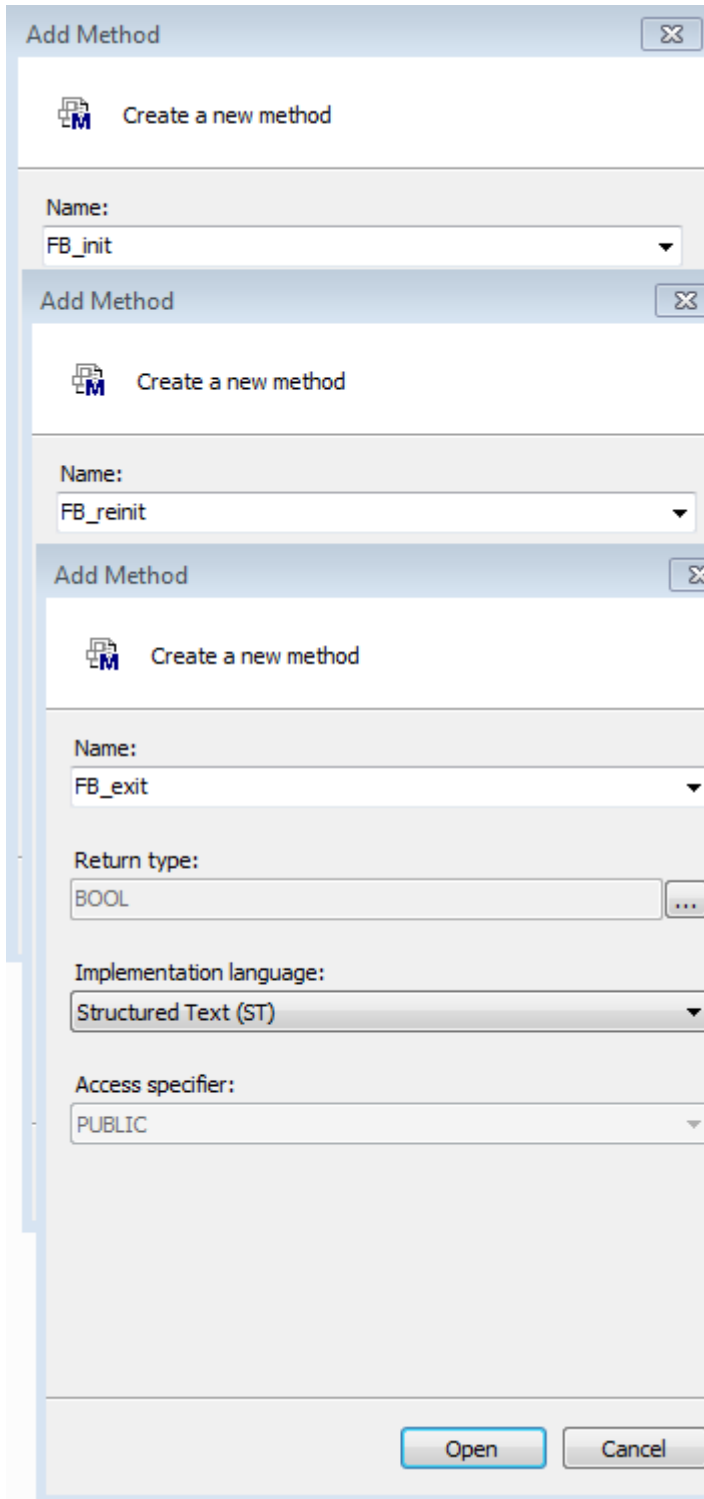 Add Method
Create a new method
Name:
FB_init
Add Method
Create a new method
Name:
FB_reinit
Add Method
Create a new method
Name:
FB_exit
Return type:
BOOL
...
Implementation language:
Structured Text (ST)
Access specifier:
PUBLIC
Open Cancel